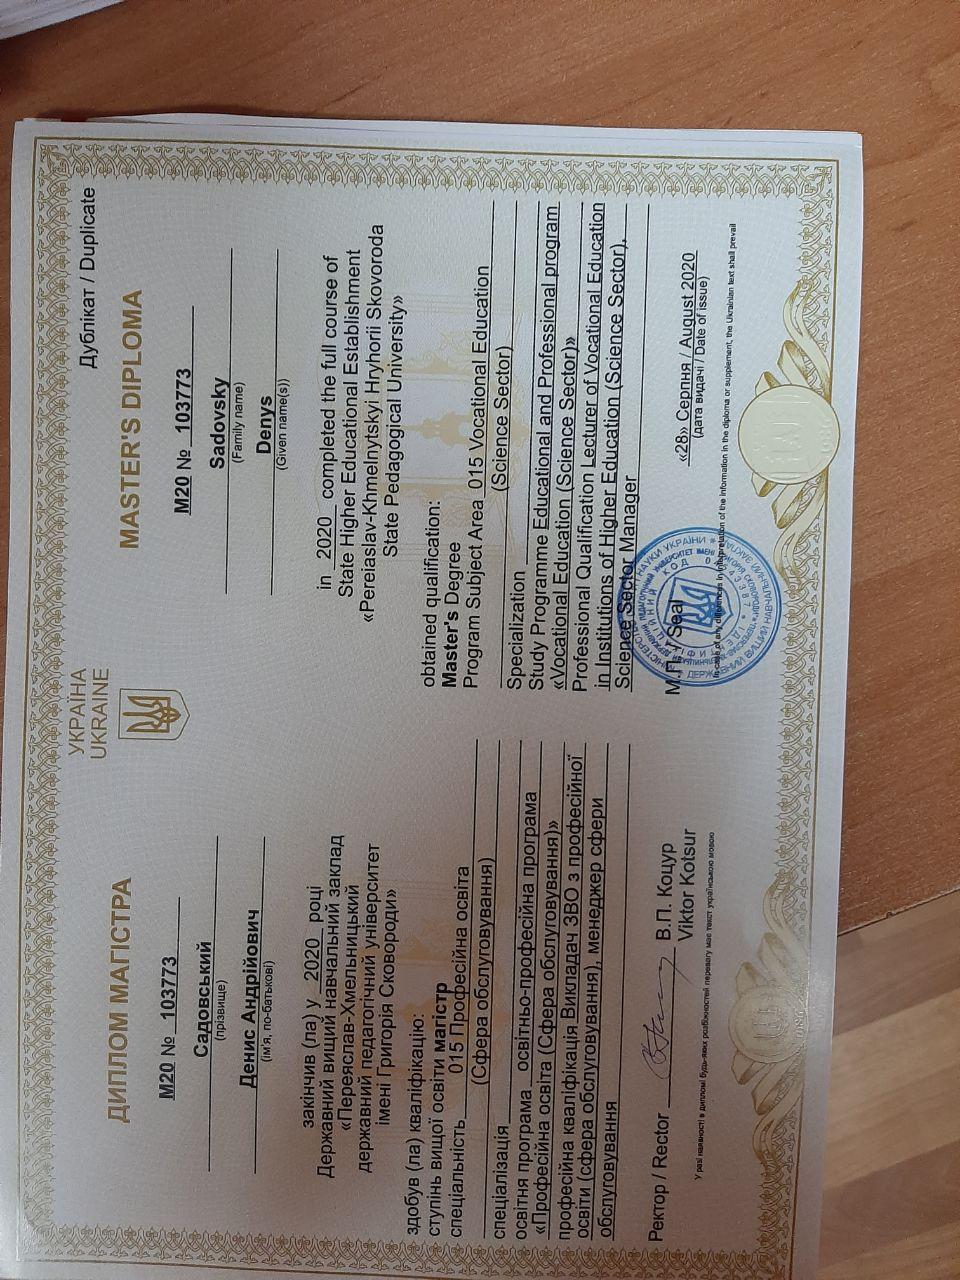 УКРАЇНА
UKRAINE
ДИПЛОМ МАГІСТРА
М20 № 103773
Садовський
(прізвище)
Денис Андрійович
(ім'я, по-батькові)
закінчив (ла) у 2020 році
Державний вищий навчальний заклад
«Переяслав-Хмельницький
державний педагогічний університет
імені Григорія Сковороди»
здобув (ла) кваліфікацію:
ступінь вищої освіти магістр
спеціальність 015 Професійна освіта
(Сфера обслуговування)
спеціалізація
освітня програма освітньо-професійна програма
«Професійна освіта (Сфера обслуговування)»
професійна кваліфікація Викладач ЗВО з професійної
освіти (сфера обслуговування), менеджер сфери
обслуговування
Ректор / Rector В.П. Коцур
Viktor Kotsur
У разі наявності в дипломі будь-яких розбіжностей перевагу має текст українською мовою
Дублікат / Duplicate
MASTER'S DIPLOMA
М20 № 103773
Sadovsky
(Family name)
Denys
(Given name(s))
in 2020 completed the full course of
State Higher Educational Establishment
«Pereiaslav-Khmelnytskyi Hryhorii Skovoroda
State Pedagogical University»
obtained qualification:
Master's Degree
Program Subject Area 015 Vocational Education
(Science Sector)
Specialization
Study Programme Educational and Professional program
«Vocational Education (Science Sector)»
Professional Qualification Lecturer of Vocational Education
in Institutions of Higher Education (Science Sector),
Science Sector Manager
«28» Серпня / August 2020
(дата видачі / Date of issue)
М.П. / Seal
In case of any differences in interpretation of the information in the diploma or supplement, the Ukrainian text shall prevail